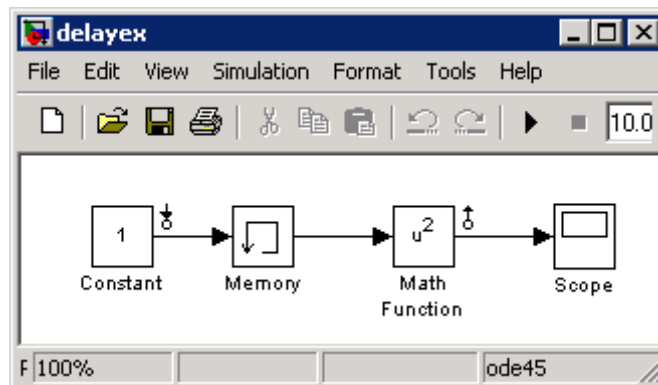 delayex
File Edit View Simulation Format Tools Help
10.0
1
u2
Constant
Memory
Math
Function
Scope
F 100%
ode45